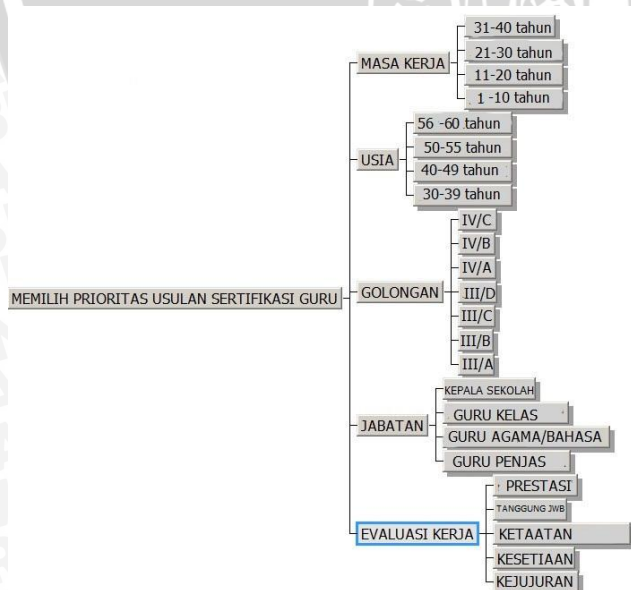 MEMILIH PRIORITAS USULAN SERTIFIKASI GURU
MASA KERJA
31-40 tahun
21-30 tahun
11-20 tahun
1 -10 tahun
USIA
56 -60 tahun
50-55 tahun
40-49 tahun
30-39 tahun
GOLONGAN
IV/C
IV/B
IV/A
III/D
III/C
III/B
III/A
JABATAN
KEPALA SEKOLAH
GURU KELAS
GURU AGAMA/BAHASA
GURU PENJAS
EVALUASI KERJA
PRESTASI
TANGGUNG JWB
KETAATAN
KESETIAAN
KEJUJURAN